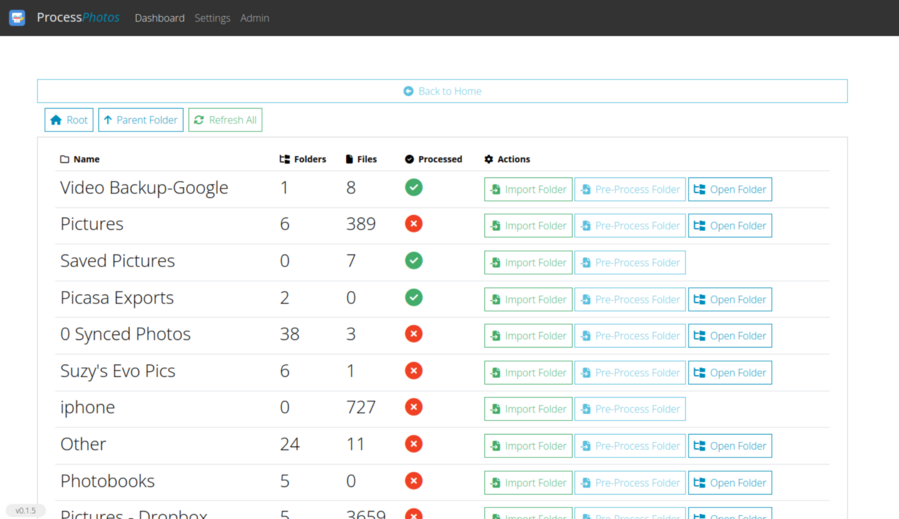 ProcessPhotos Dashboard Settings Admin
Back to Home
Root Parent Folder Refresh All
Name Folders Files Processed Actions
Video Backup-Google 1 8 Import Folder Pre-Process Folder Open Folder
Pictures 6 389 Import Folder Pre-Process Folder Open Folder
Saved Pictures 0 7 Import Folder Pre-Process Folder
Picasa Exports 2 0 Import Folder Pre-Process Folder Open Folder
0 Synced Photos 38 3 Import Folder Pre-Process Folder Open Folder
Suzy's Evo Pics 6 1 Import Folder Pre-Process Folder Open Folder
iphone 0 727 Import Folder Pre-Process Folder
Other 24 11 Import Folder Pre-Process Folder Open Folder
Photobooks 5 0 Import Folder Pre-Process Folder Open Folder
v0.1.5
Pictures - Dropbox 5 3659 Import Folder Pre-Process Folder Open Folder